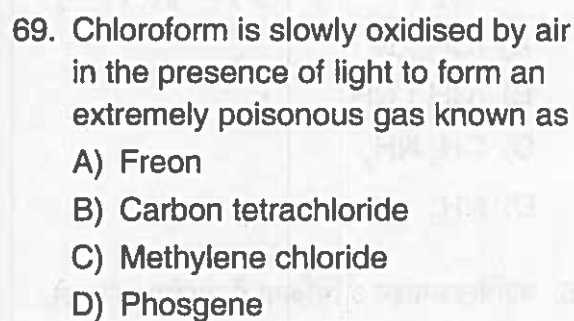 69. Chloroform is slowly oxidised by air
in the presence of light to form an
extremely poisonous gas known as
A) Freon
B) Carbon tetrachloride
C) Methylene chloride
D) Phosgene